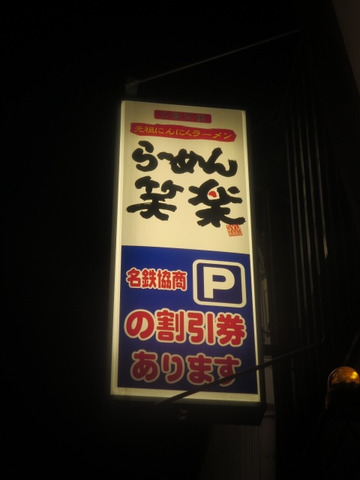 元祖にんにくラーメン
らーめん
笑楽
名鉄協商 P
の割引券
あります